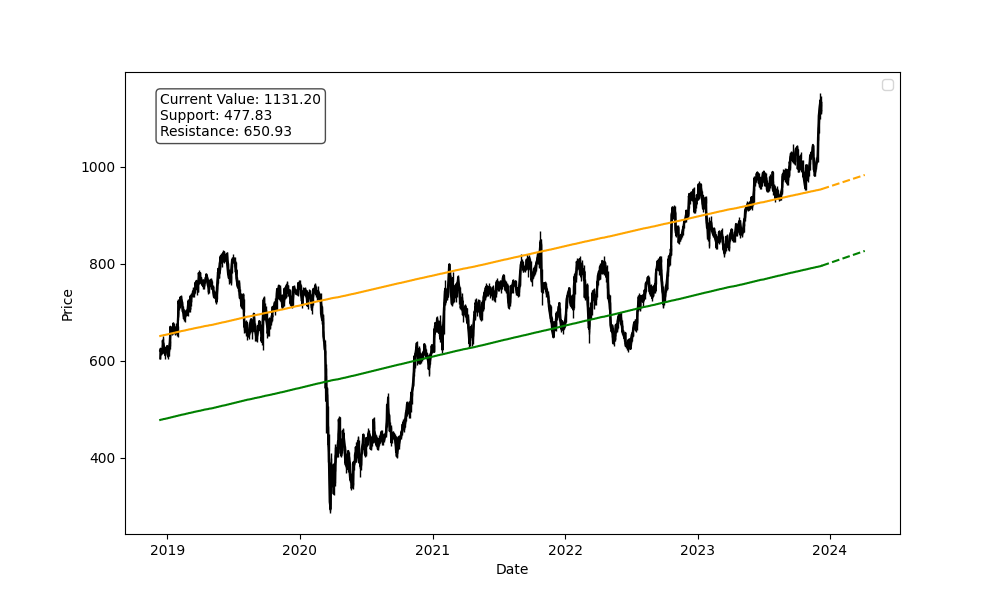 Current Value: 1131.20
Support: 477.83
Resistance: 650.93
1000
800
600
400
Price
2019 2020 2021 2022 2023 2024
Date